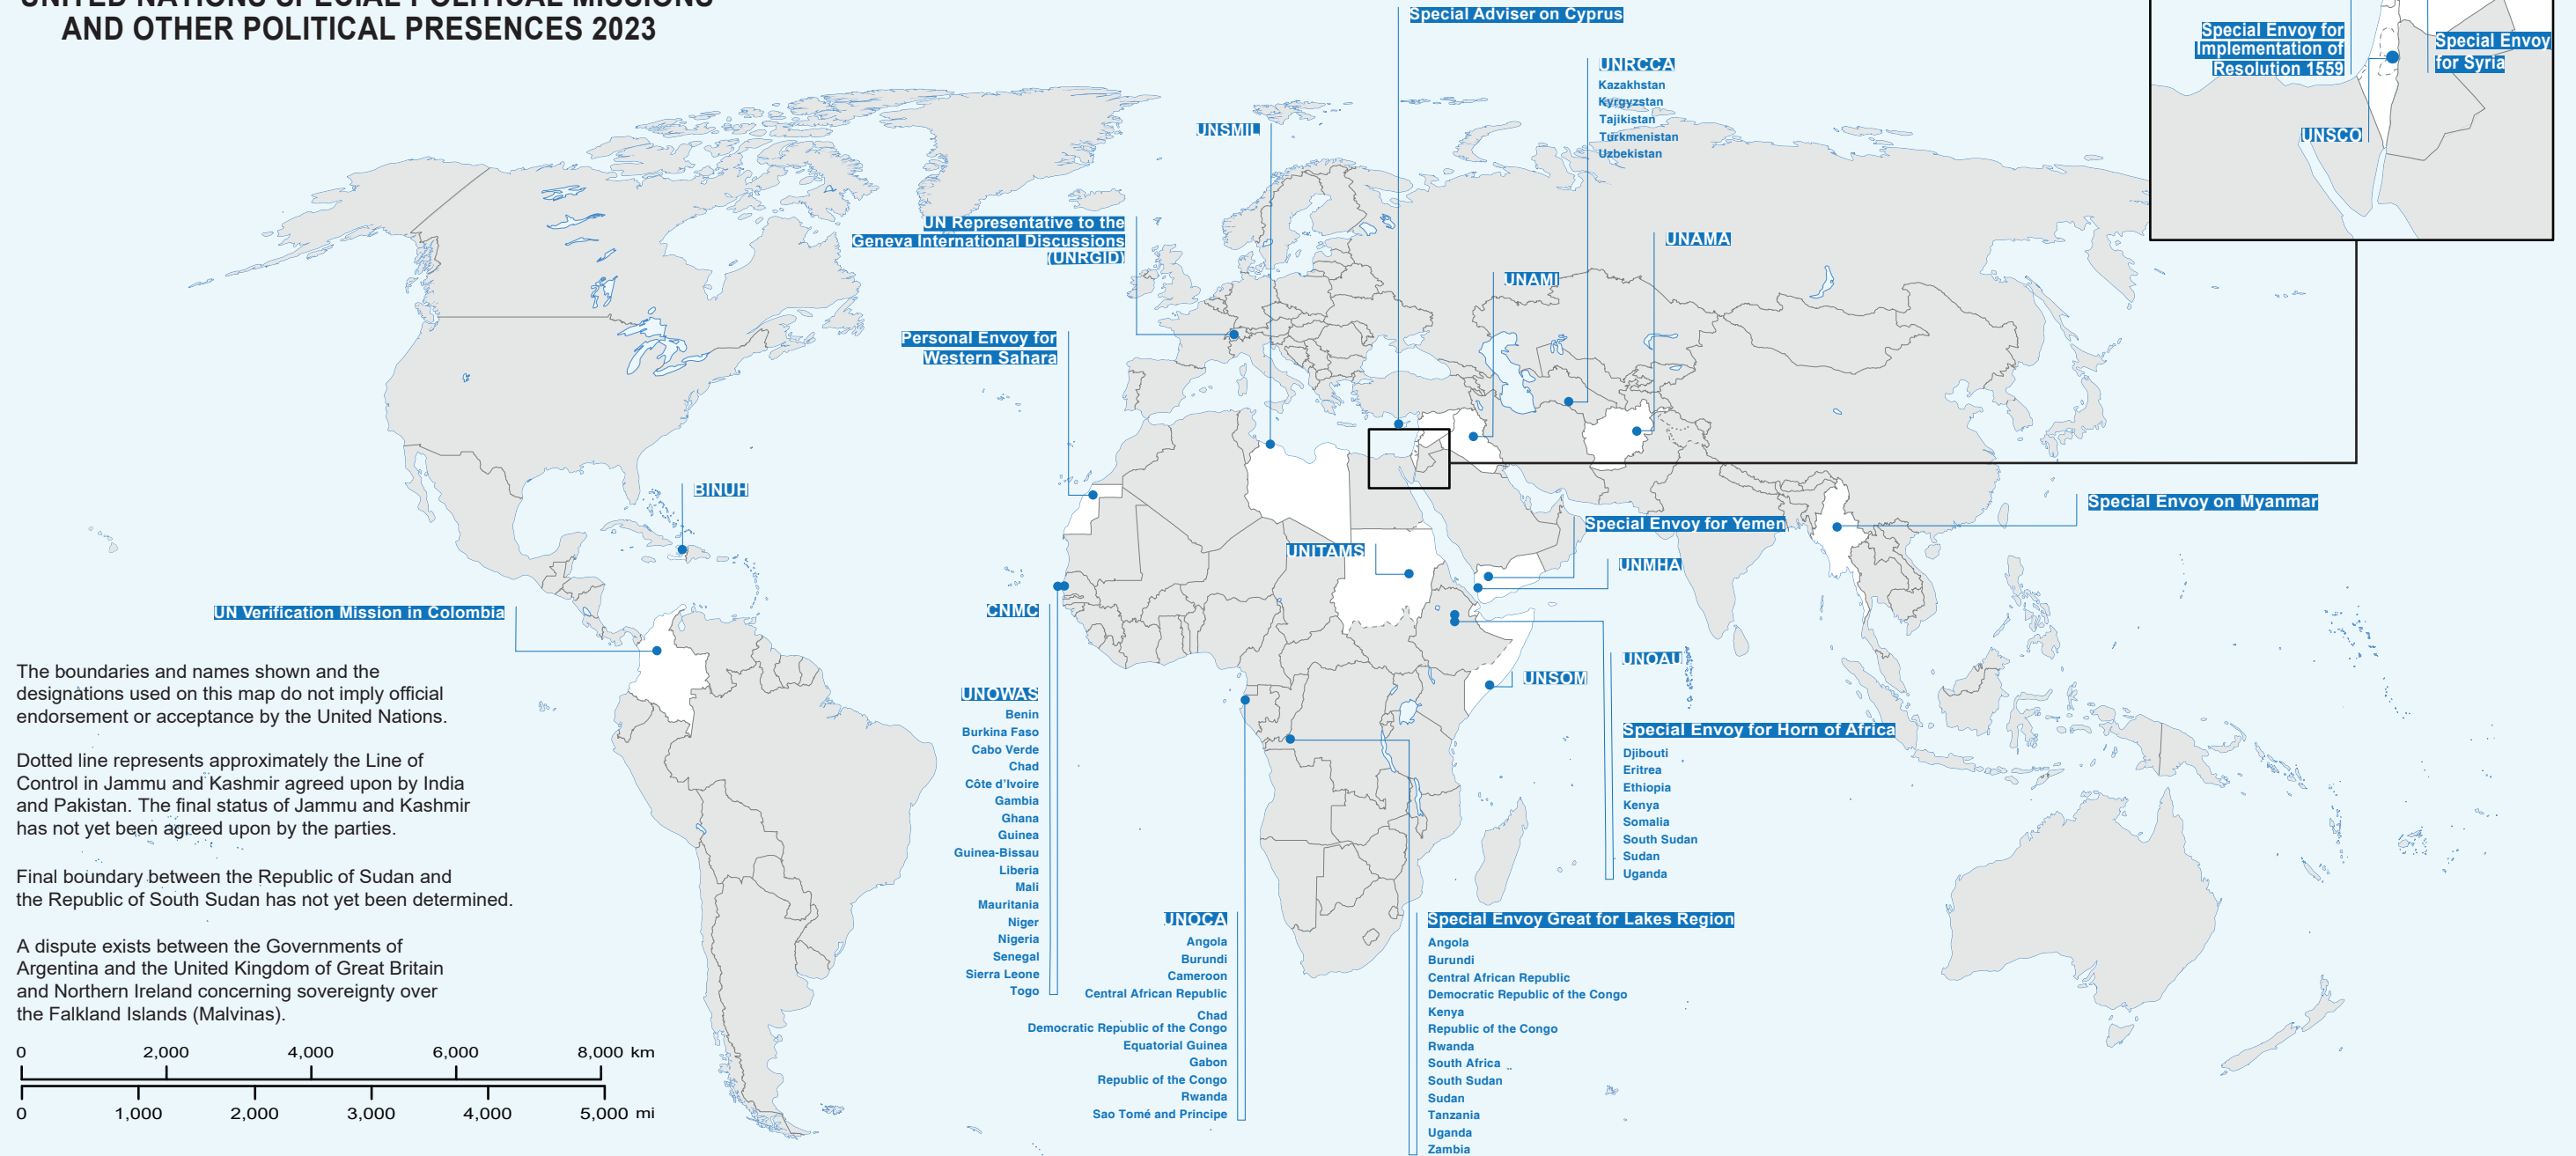 UNITED NATIONS SPECIAL POLITICAL MISSIONS
AND OTHER POLITICAL PRESENCES 2023
Special Adviser on Cyprus
Special Envoy for
Implementation of
Resolution 1559
Special Envoy
for Syria
UNSCO
UNRCCA
Kazakhstan
Kyrgyzstan
Tajikistan
Turkmenistan
Uzbekistan
UNSMIL
UN Representative to the
Geneva International Discussions
(UNRGID)
UNAMA
UNAMI
Personal Envoy for
Western Sahara
BINUH
Special Envoy on Myanmar
Special Envoy for Yemen
UNITAMS
UNMHA
CNMC
UN Verification Mission in Colombia
UNOAU
UNSOM
UNOWAS
Benin
Burkina Faso
Cabo Verde
Chad
Côte d'Ivoire
Gambia
Ghana
Guinea
Guinea-Bissau
Liberia
Mali
Mauritania
Niger
Nigeria
Senegal
Sierra Leone
Togo
Special Envoy for Horn of Africa
Djibouti
Eritrea
Ethiopia
Kenya
Somalia
South Sudan
Sudan
Uganda
UNOCA
Angola
Burundi
Cameroon
Central African Republic
Chad
Democratic Republic of the Congo
Equatorial Guinea
Gabon
Republic of the Congo
Rwanda
Sao Tomé and Principe
Special Envoy Great for Lakes Region
Angola
Burundi
Central African Republic
Democratic Republic of the Congo
Kenya
Republic of the Congo
Rwanda
South Africa
South Sudan
Sudan
Tanzania
Uganda
Zambia
The boundaries and names shown and the
designations used on this map do not imply official
endorsement or acceptance by the United Nations.
Dotted line represents approximately the Line of
Control in Jammu and Kashmir agreed upon by India
and Pakistan. The final status of Jammu and Kashmir
has not yet been agreed upon by the parties.
Final boundary between the Republic of Sudan and
the Republic of South Sudan has not yet been determined.
A dispute exists between the Governments of
Argentina and the United Kingdom of Great Britain
and Northern Ireland concerning sovereignty over
the Falkland Islands (Malvinas).
0 2,000 4,000 6,000 8,000 km
0 1,000 2,000 3,000 4,000 5,000 mi